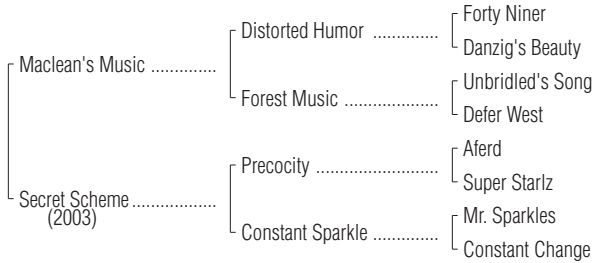 Forty Niner
Distorted Humor ..............
Danzig's Beauty
Maclean's Music ..............
Unbridled's Song
Forest Music ....................
Defer West
Aferd
Precocity ..........................
Super Starlz
Secret Scheme ..................
(2003)
Mr. Sparkles
Constant Sparkle ..............
Constant Change